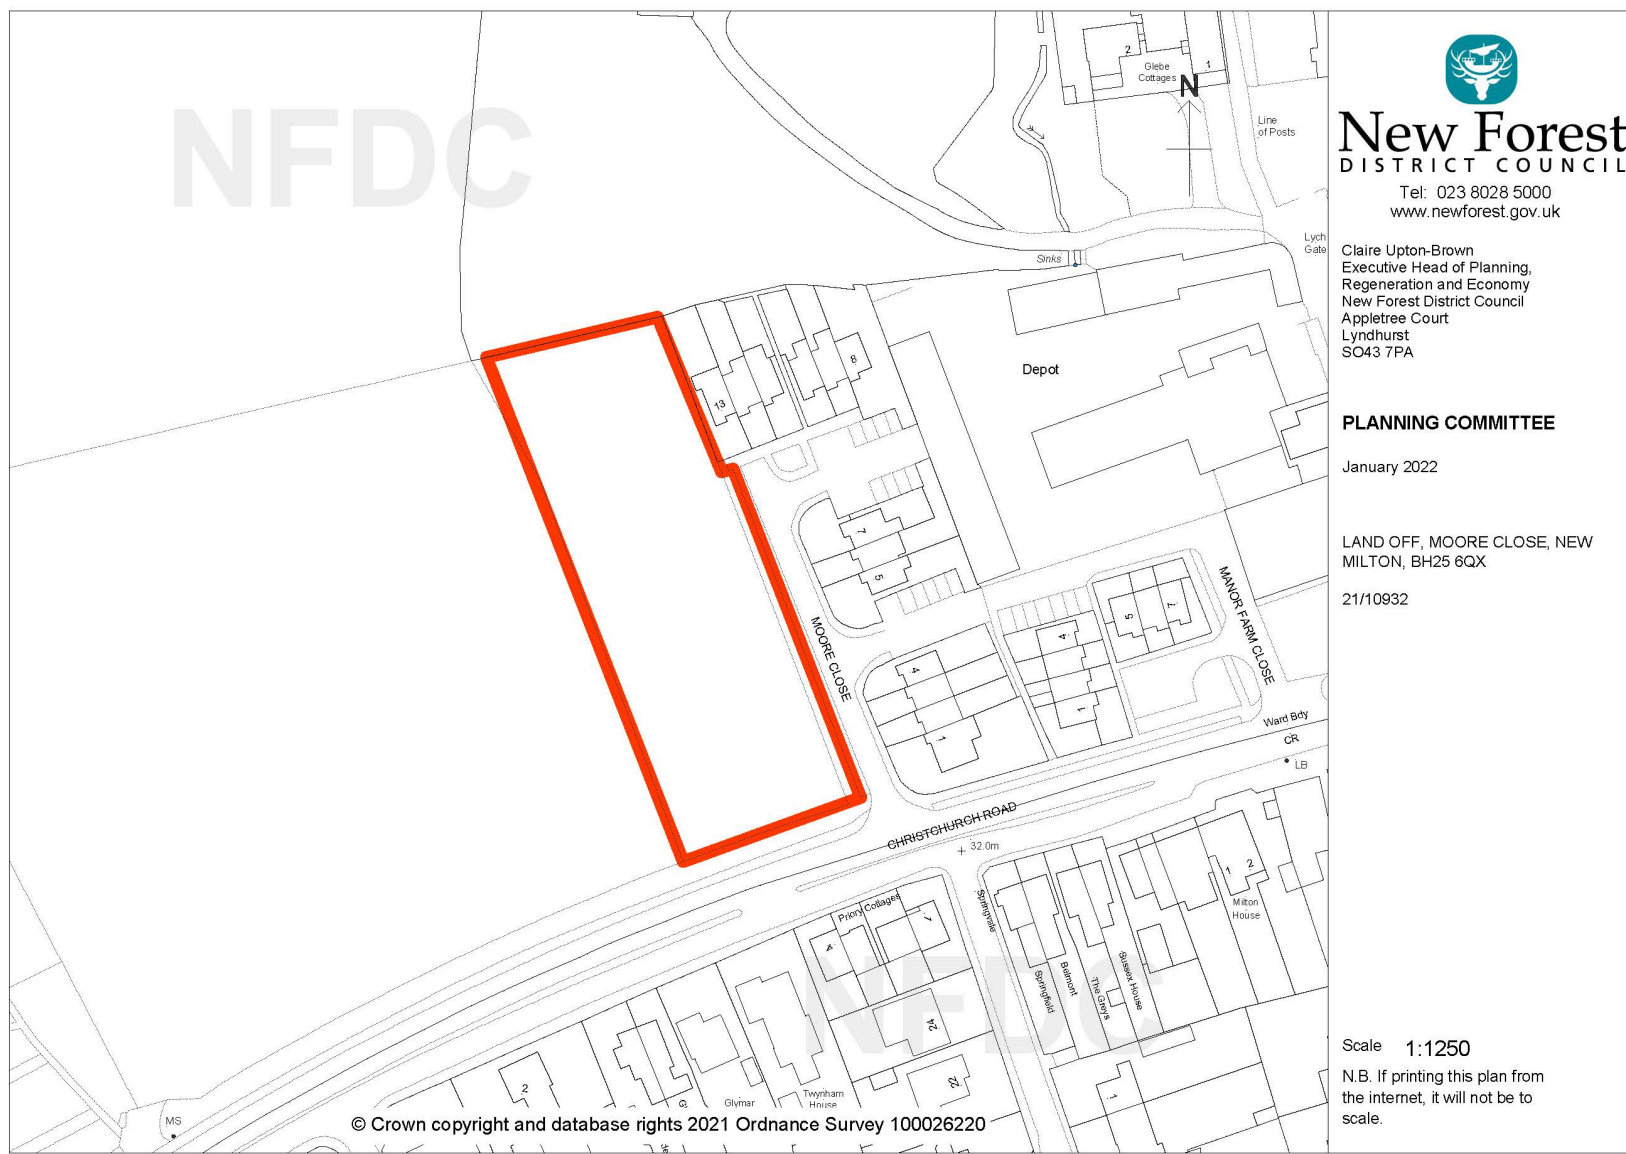 NFDC
2
Glebe
Cottages
1
N
Line
of Posts
Lych
Gate
Sinks
Depot
13
8
7
5
MOORE CLOSE
4
1
4
1
5
7
MANOR FARM CLOSE
Ward Bdy
CR
LB
CHRISTCHURCH ROAD
32.0m
Priory Cottages
4
1
Springvale
Springfield
Belmont
The Greys
Sussex House
1 2
Milton
House
NFDC
24
22
1
2
Glymar
Twynham
House
MS
© Crown copyright and database rights 2021 Ordnance Survey 100026220
New Forest
DISTRICT COUNCIL
Tel: 023 8028 5000
www.newforest.gov.uk
Claire Upton-Brown
Executive Head of Planning,
Regeneration and Economy
New Forest District Council
Appletree Court
Lyndhurst
SO43 7PA
PLANNING COMMITTEE
January 2022
LAND OFF, MOORE CLOSE, NEW
MILTON, BH25 6QX
21/10932
Scale 1:1250
N.B. If printing this plan from
the internet, it will not be to
scale.